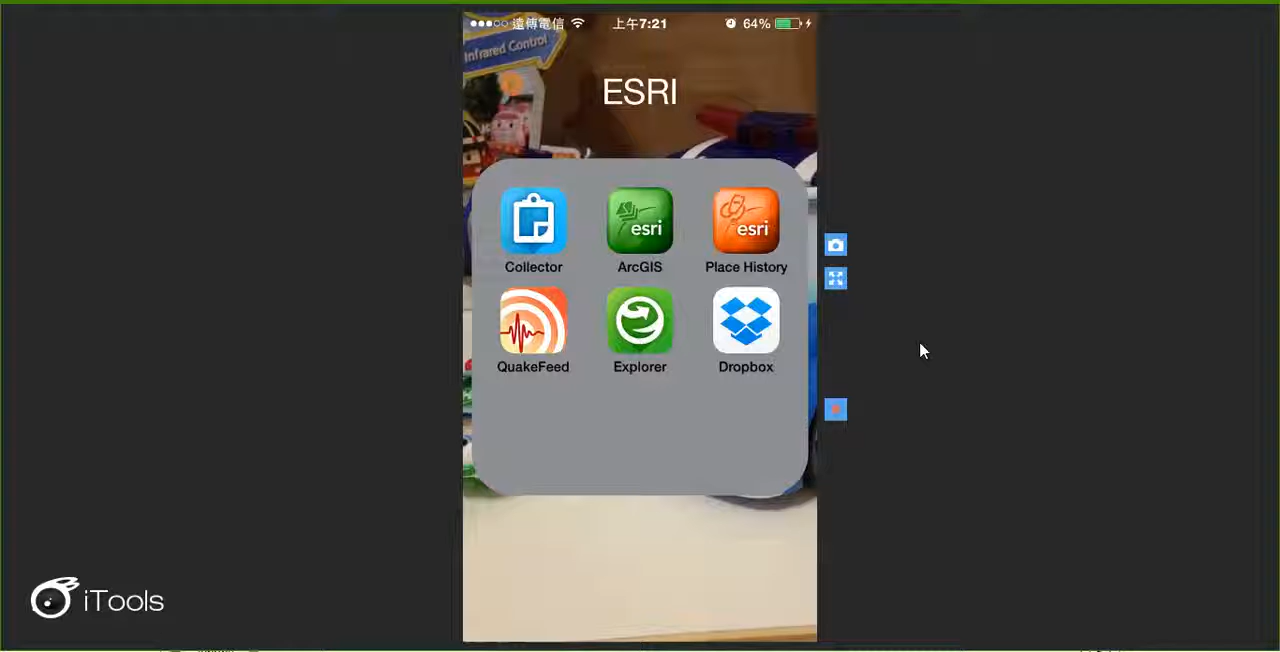 遠傳電信 上午7:21 64%
Infrared Control
ESRI
esri esri
Collector ArcGIS Place History
QuakeFeed Explorer Dropbox
iTools